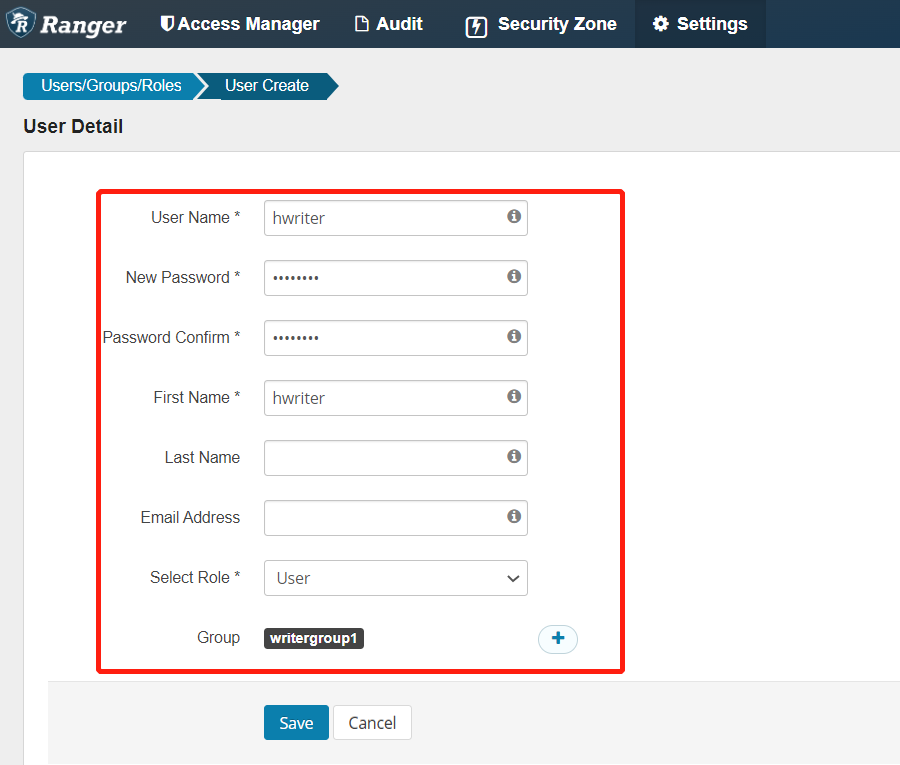 Ranger Access Manager Audit Security Zone Settings
Users/Groups/Roles User Create
User Detail
User Name * hwriter
New Password * ••••••••
Password Confirm * ••••••••
First Name * hwriter
Last Name
Email Address
Select Role * User
Group writergroup1 +
Save Cancel